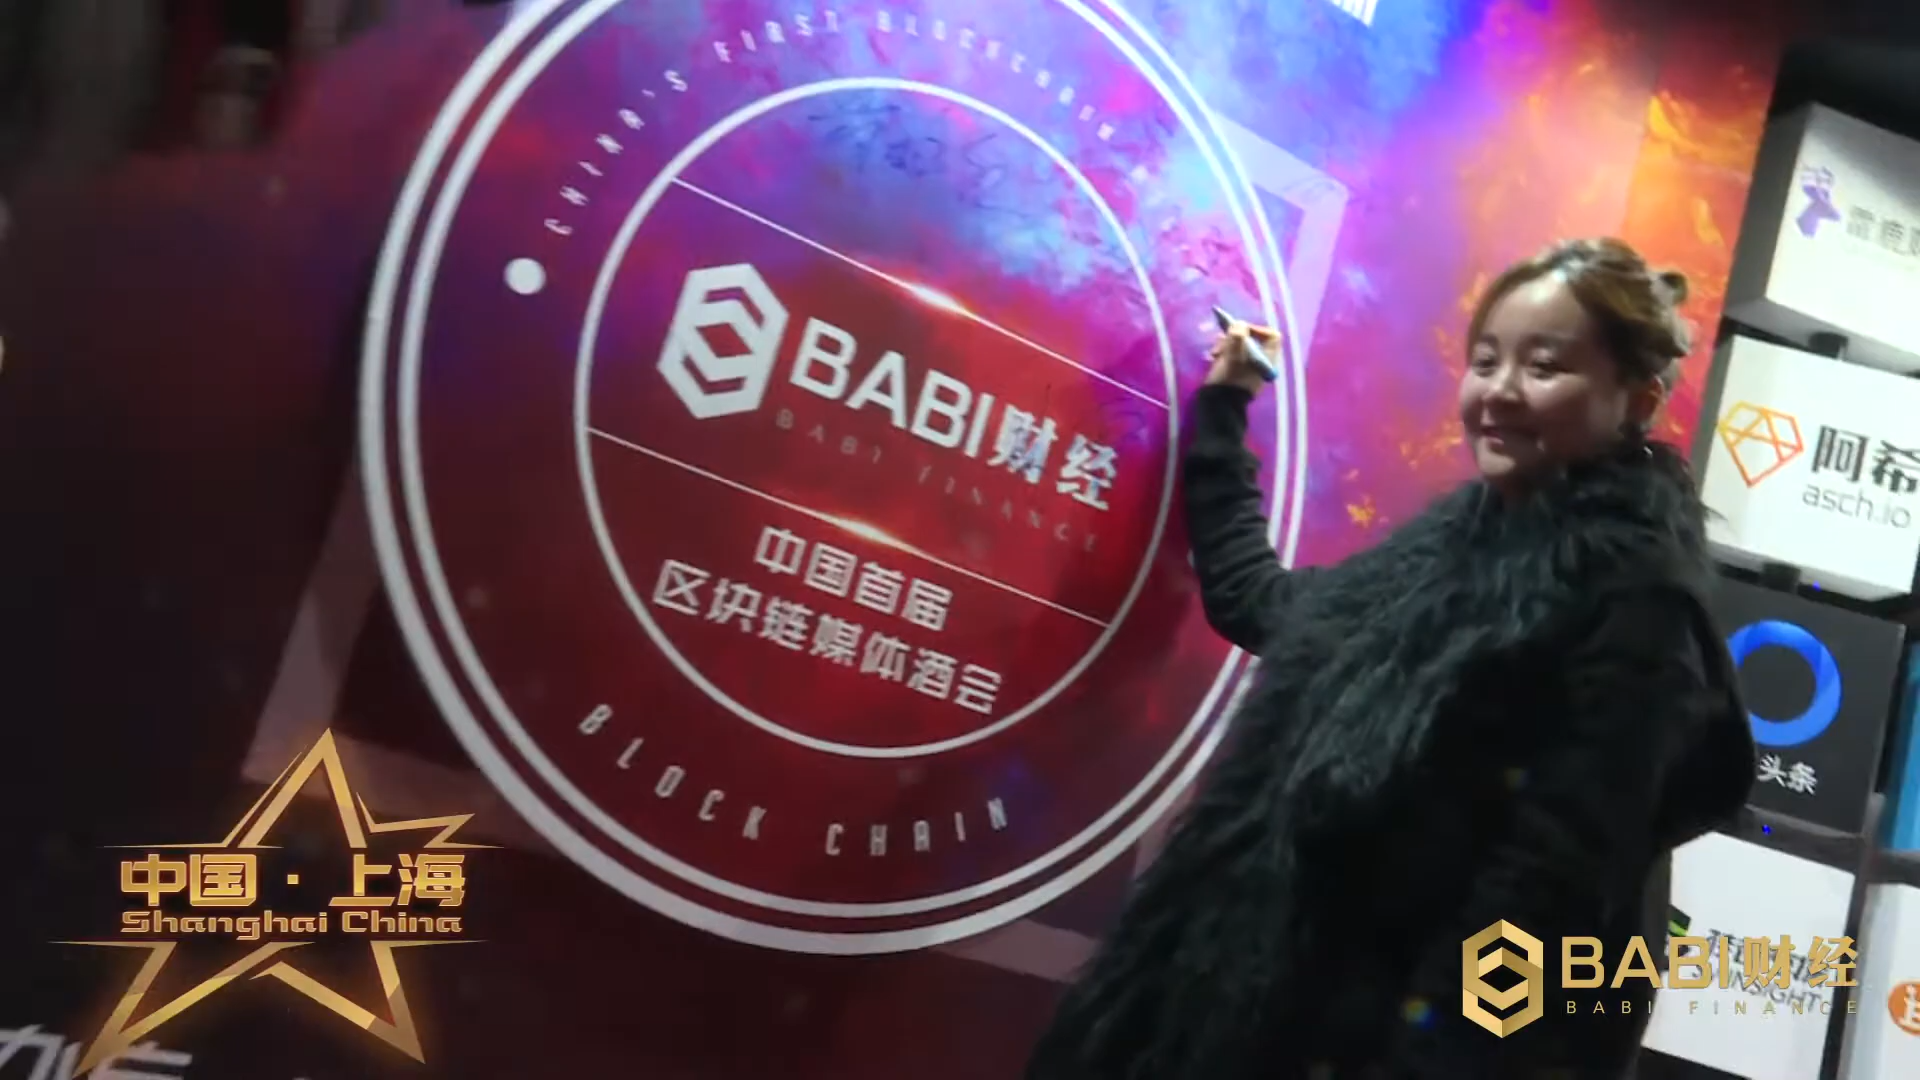 CHINA'S FIRST BLOCKCHAIN
BABI财经
BABI FINANCE
中国首届
区块链媒体酒会
BLOCK CHAIN
阿希
asch.io
头条
INSIGHT
中国·上海
Shanghai China
BABI财经
BABI FINANCE